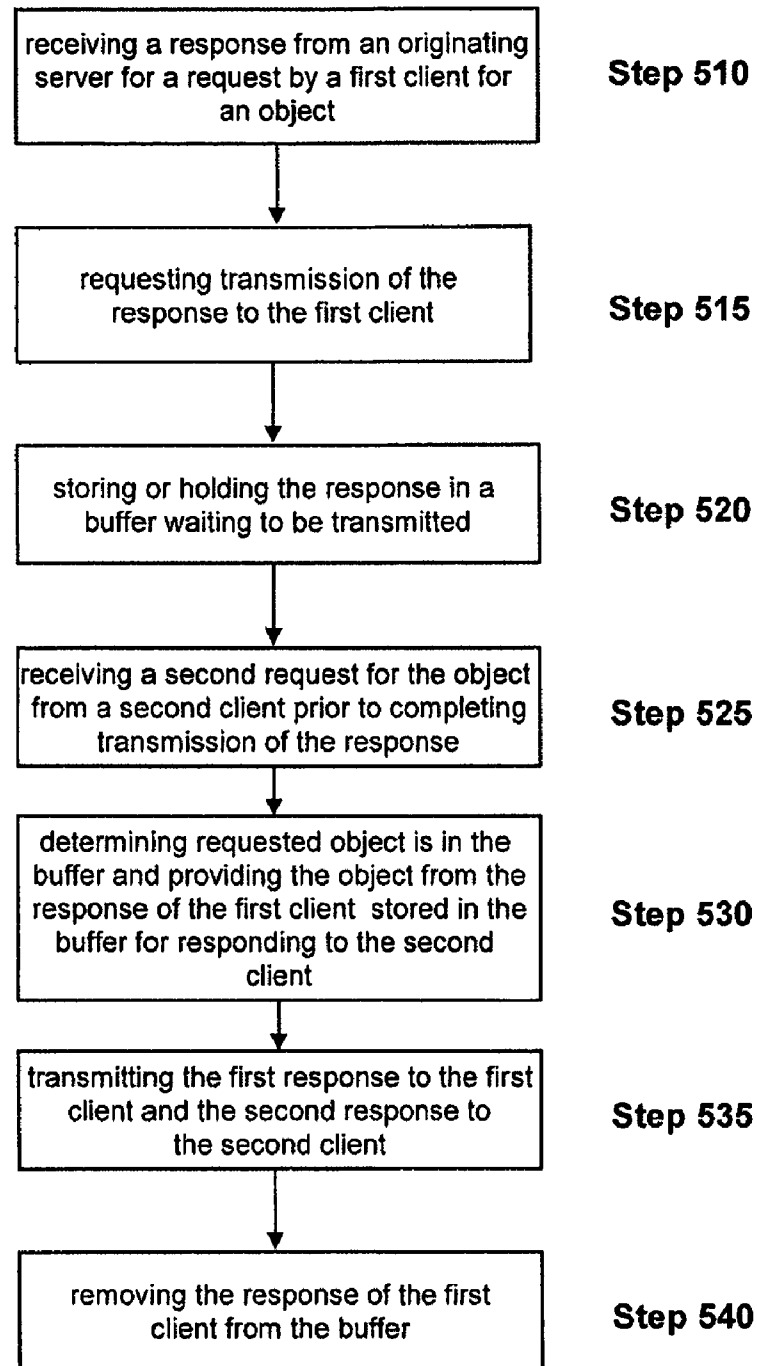 receiving a response from an originating
server for a request by a first client for
an object
Step 510
requesting transmission of the
response to the first client
Step 515
storing or holding the response in a
buffer waiting to be transmitted
Step 520
receiving a second request for the object
from a second client prior to completing
transmission of the response
Step 525
determining requested object is in the
buffer and providing the object from the
response of the first client stored in the
buffer for responding to the second
client
Step 530
transmitting the first response to the first
client and the second response to
the second client
Step 535
removing the response of the first
client from the buffer
Step 540